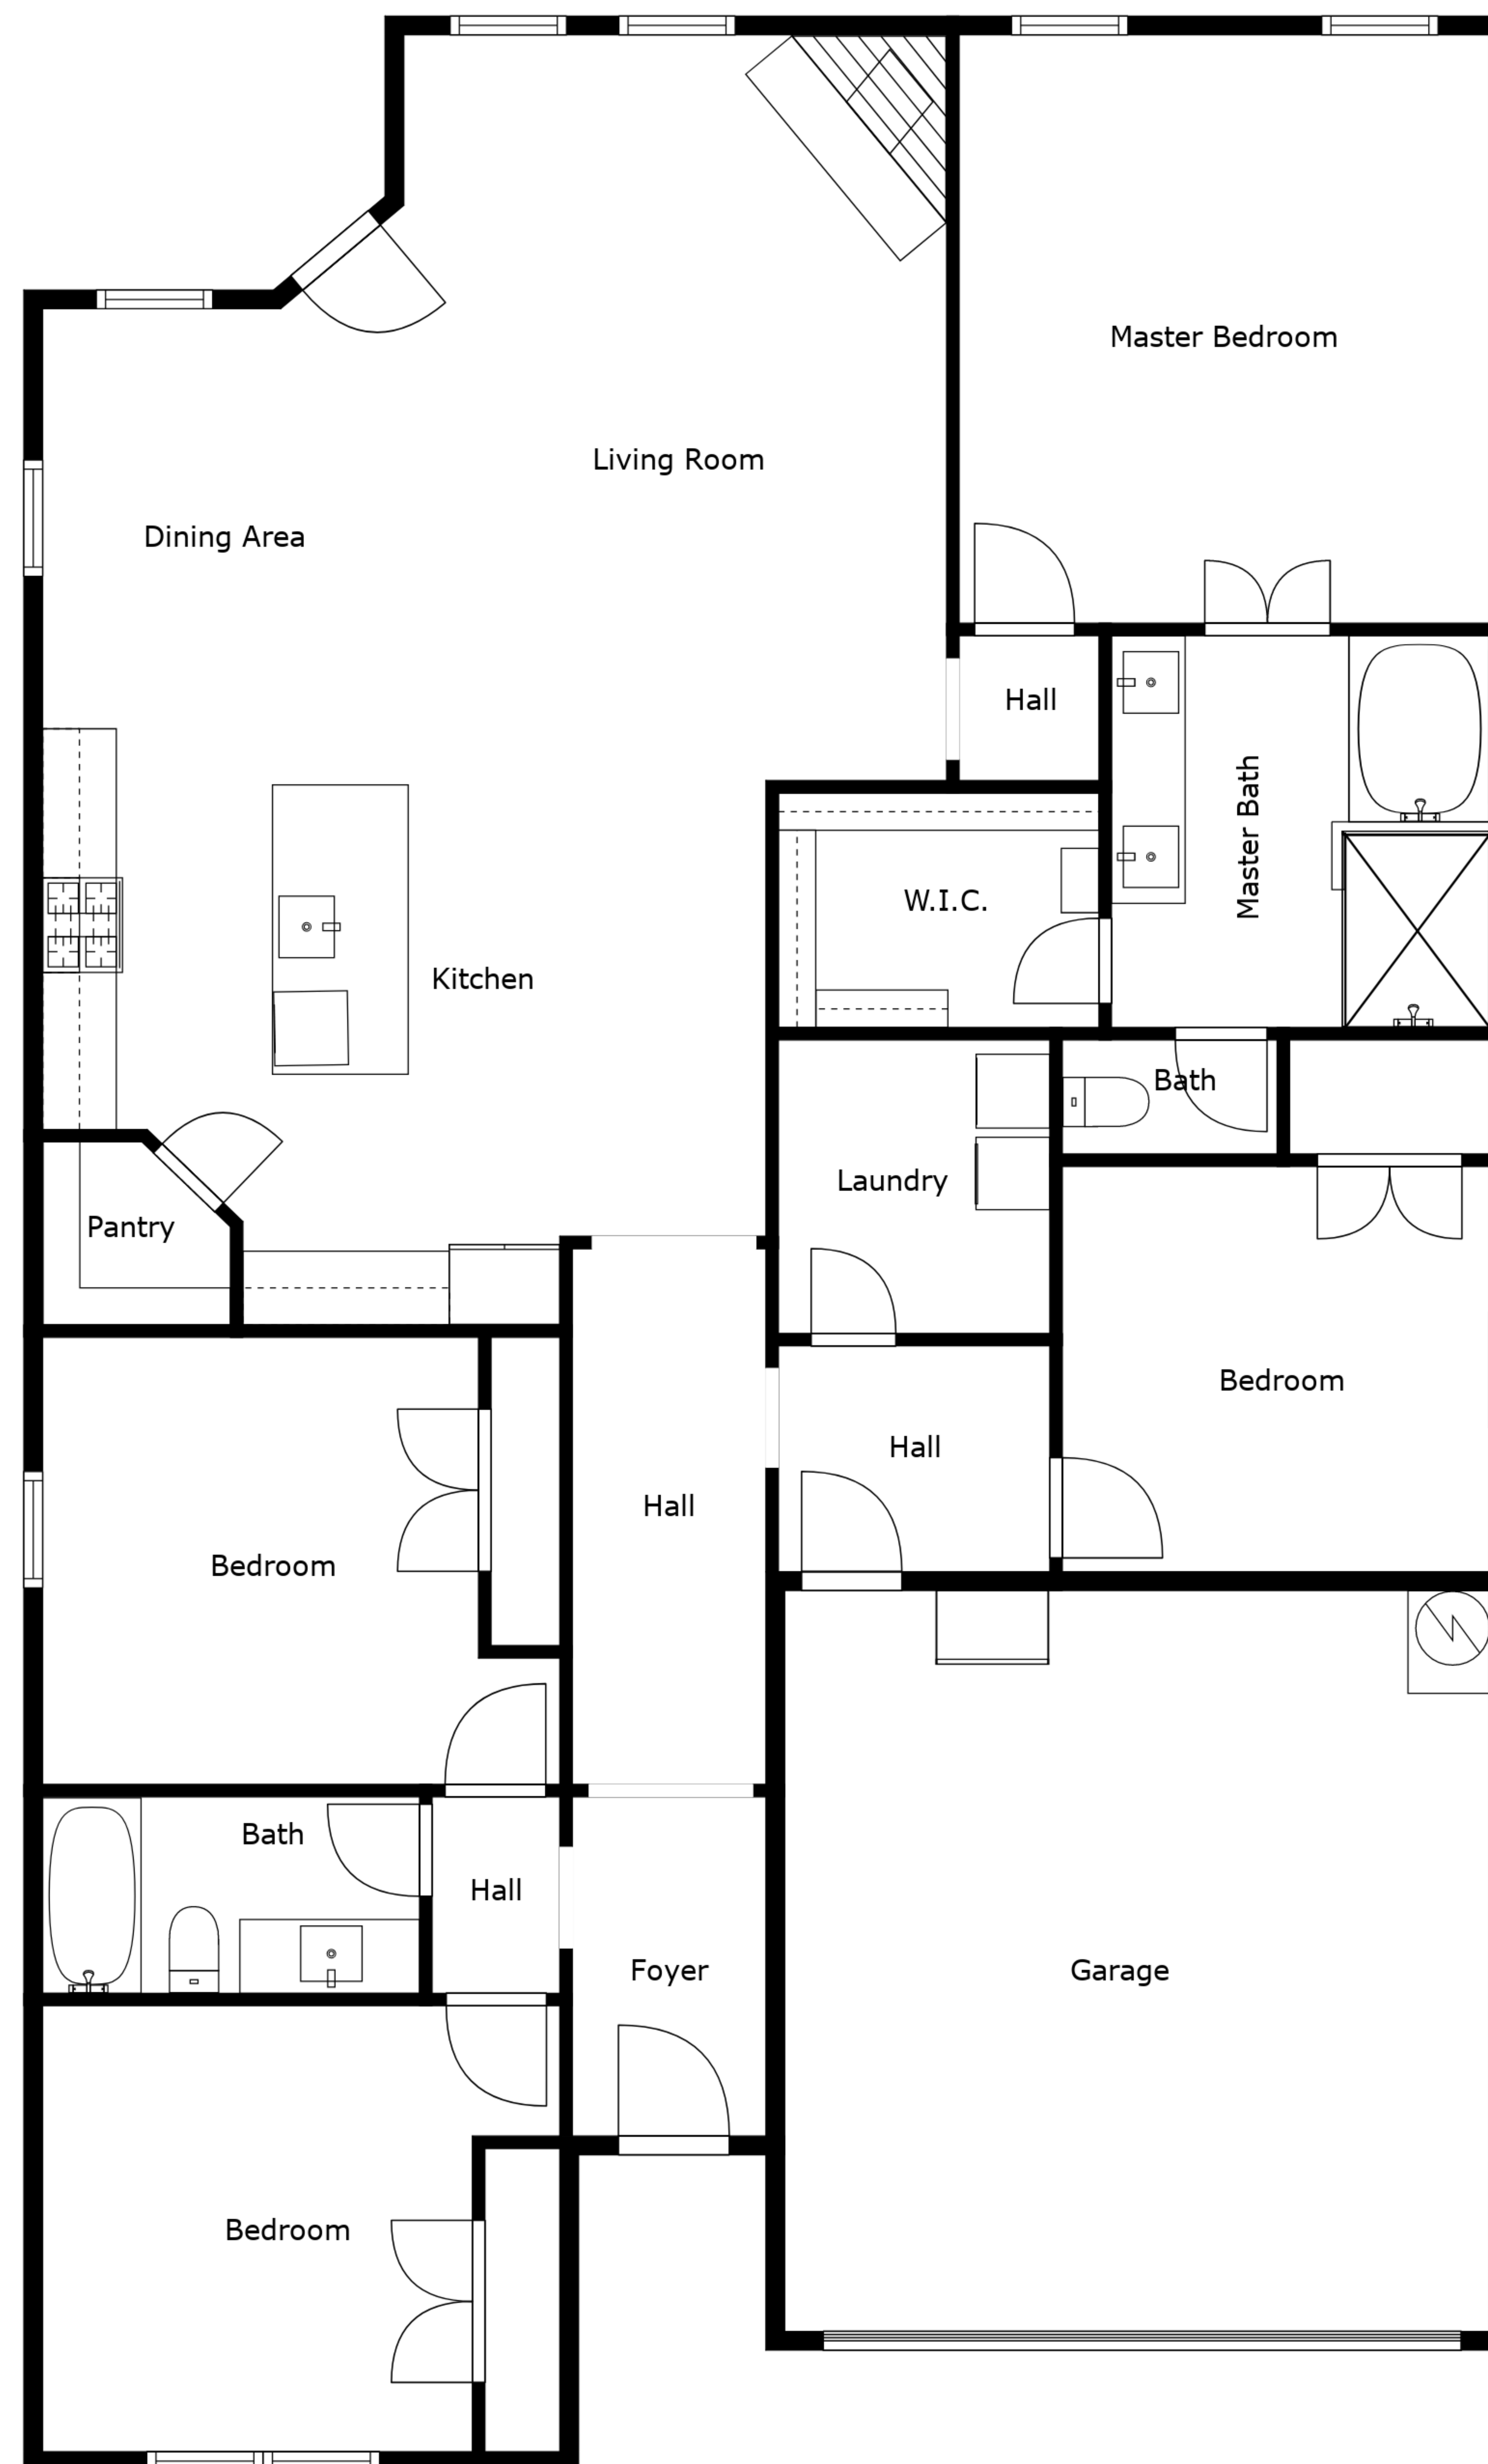 Master Bedroom
Living Room
Dining Area
Hall
Master Bath
W.I.C.
Kitchen
Bath
Laundry
Pantry
Bedroom
Hall
Hall
Bedroom
Bath
Hall
Foyer
Garage
Bedroom